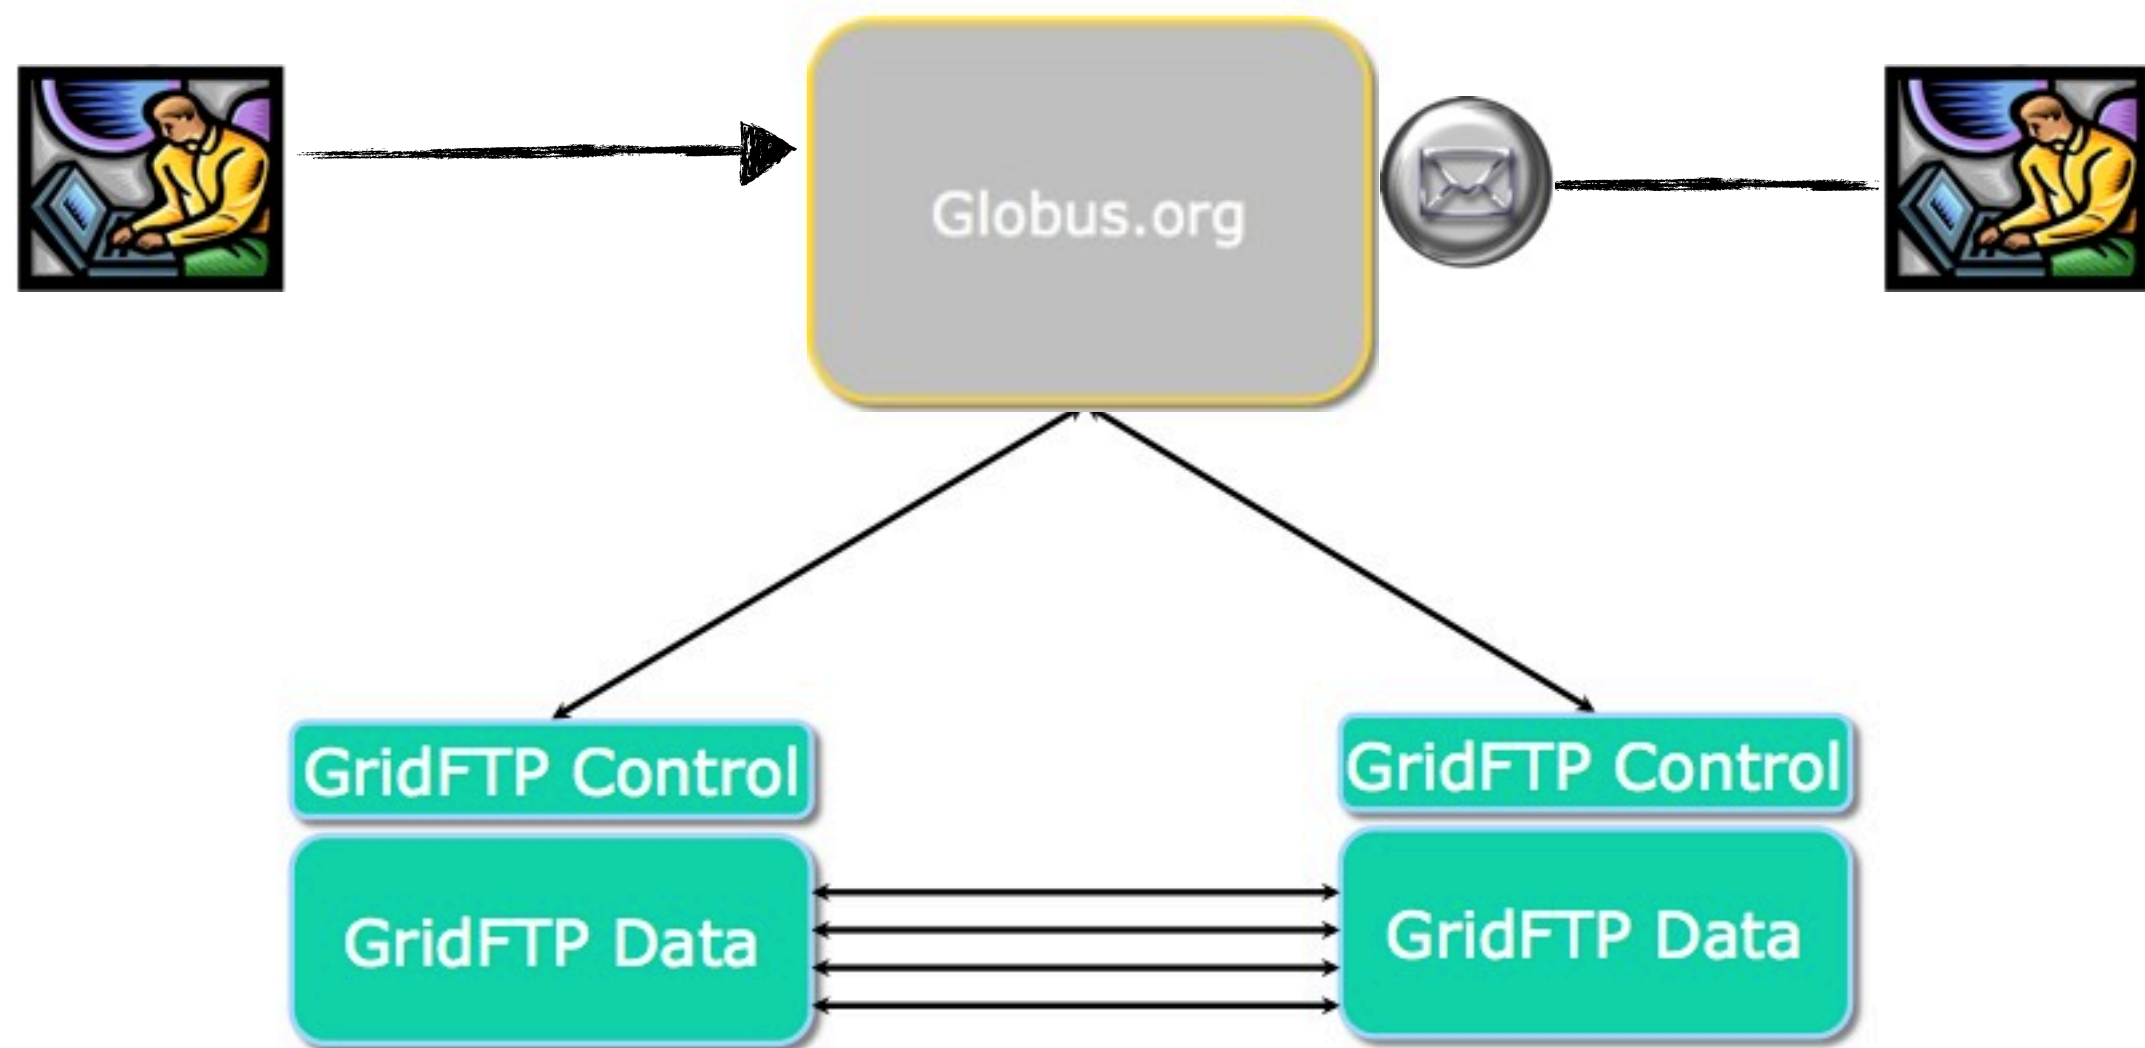 Globus.org
GridFTP Control
GridFTP Control
GridFTP Data
GridFTP Data